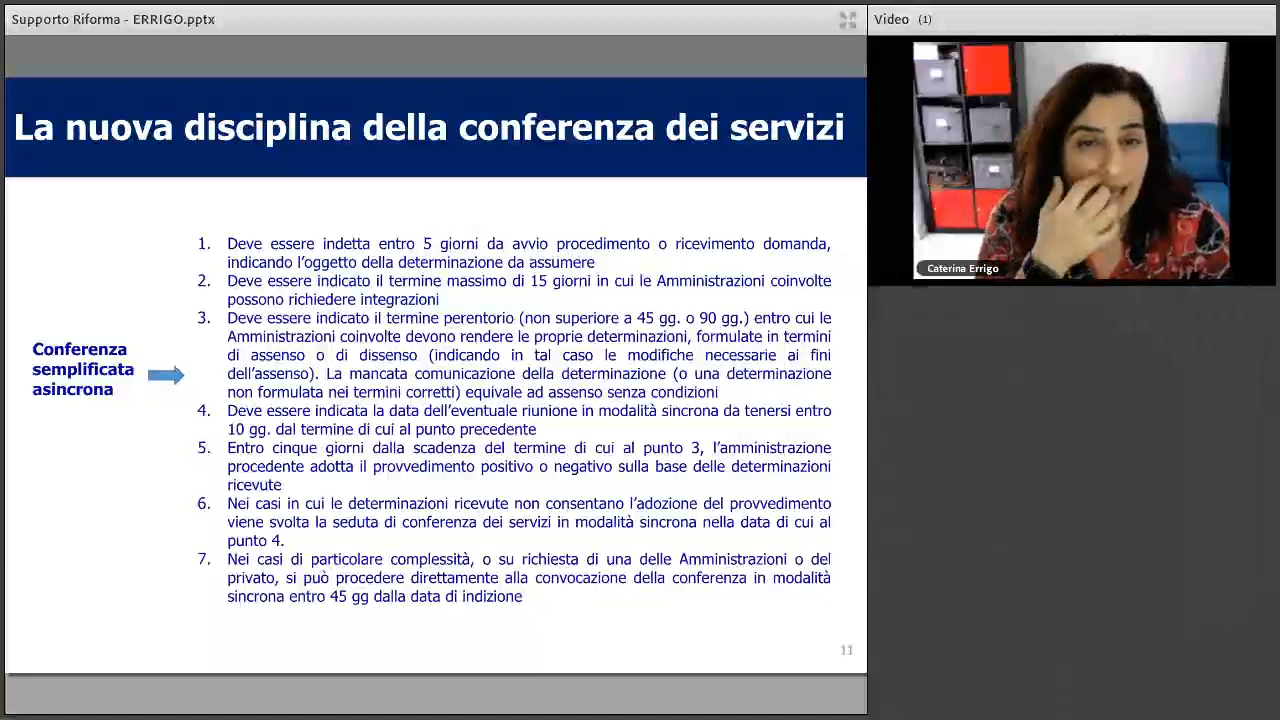 Supporto Riforma - ERRIGO.pptx
Video (1)
La nuova disciplina della conferenza dei servizi
Conferenza
semplificata
asincrona
1. Deve essere indetta entro 5 giorni da avvio procedimento o ricevimento domanda,
indicando l'oggetto della determinazione da assumere
2. Deve essere indicato il termine massimo di 15 giorni in cui le Amministrazioni coinvolte
possono richiedere integrazioni
3. Deve essere indicato il termine perentorio (non superiore a 45 gg. o 90 gg.) entro cui le
Amministrazioni coinvolte devono rendere le proprie determinazioni, formulate in termini
di assenso o di dissenso (indicando in tal caso le modifiche necessarie ai fini
dell'assenso). La mancata comunicazione della determinazione (o una determinazione
non formulata nei termini corretti) equivale ad assenso senza condizioni
4. Deve essere indicata la data dell'eventuale riunione in modalità sincrona da tenersi entro
10 gg. dal termine di cui al punto precedente
5. Entro cinque giorni dalla scadenza del termine di cui al punto 3, l'amministrazione
procedente adotta il provvedimento positivo o negativo sulla base delle determinazioni
ricevute
6. Nei casi in cui le determinazioni ricevute non consentano l'adozione del provvedimento
viene svolta la seduta di conferenza dei servizi in modalità sincrona nella data di cui al
punto 4.
7. Nei casi di particolare complessità, o su richiesta di una delle Amministrazioni o del
privato, si può procedere direttamente alla convocazione della conferenza in modalità
sincrona entro 45 gg dalla data di indizione
11
Caterina Errigo